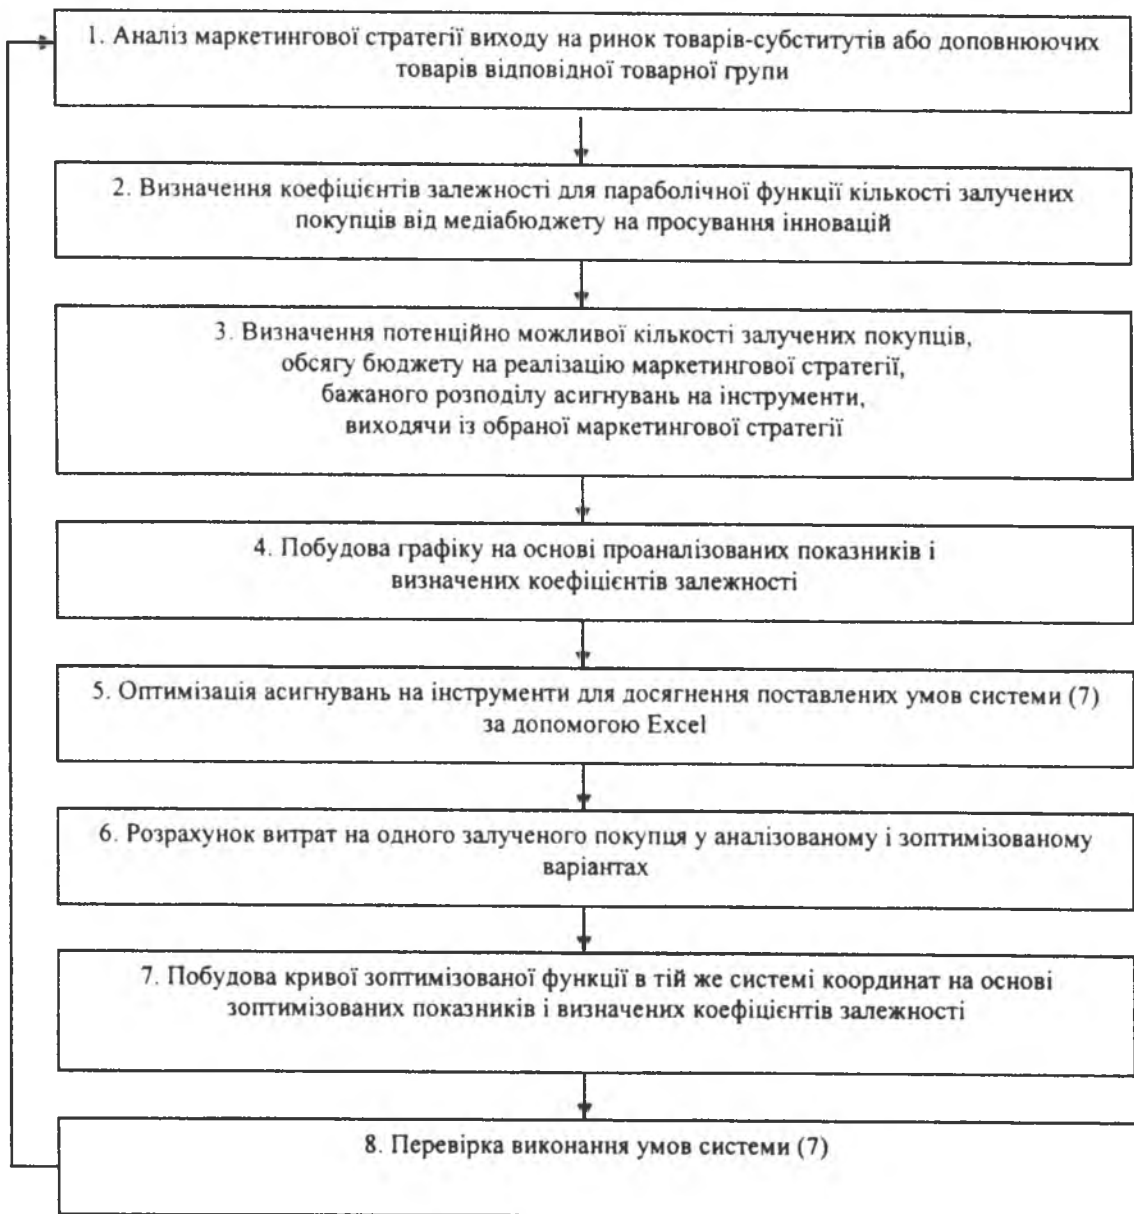 1. Аналіз маркетингової стратегії виходу на ринок товарів-субститутів або доповнюючих
товарів відповідної товарної групи
2. Визначення коефіцієнтів залежності для параболічної функції кількості залучених
покупців від медіабюджету на просування інновацій
3. Визначення потенційно можливої кількості залучених покупців,
обсягу бюджету на реалізацію маркетингової стратегії,
бажаного розподілу асигнувань на інструменти,
виходячи із обраної маркетингової стратегії
4. Побудова графіку на основі проаналізованих показників і
визначених коефіцієнтів залежності
5. Оптимізація асигнувань на інструменти для досягнення поставлених умов системи (7)
за допомогою Excel
6. Розрахунок витрат на одного залученого покупця у аналізованому і зоптимізованому
варіантах
7. Побудова кривої зоптимізованої функції в тій же системі координат на основі
зоптимізованих показників і визначених коефіцієнтів залежності
8. Перевірка виконання умов системи (7)